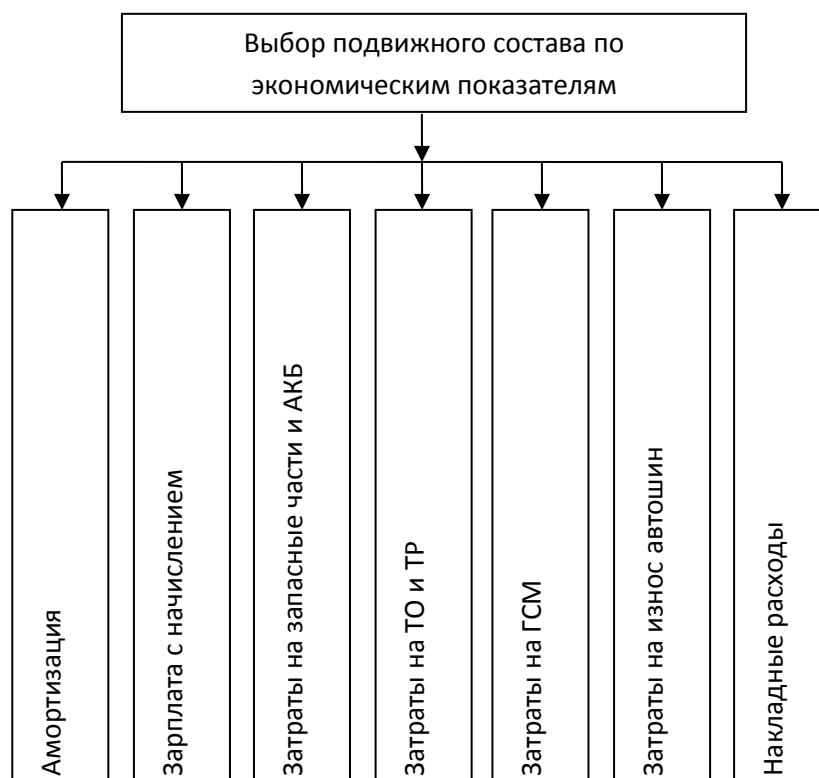 Выбор подвижного состава по
экономическим показателям
Амортизация
Зарплата с начислением
Затраты на запасные части и АКБ
Затраты на ТО и ТР
Затраты на ГСМ
Затраты на износ автошин
Накладные расходы